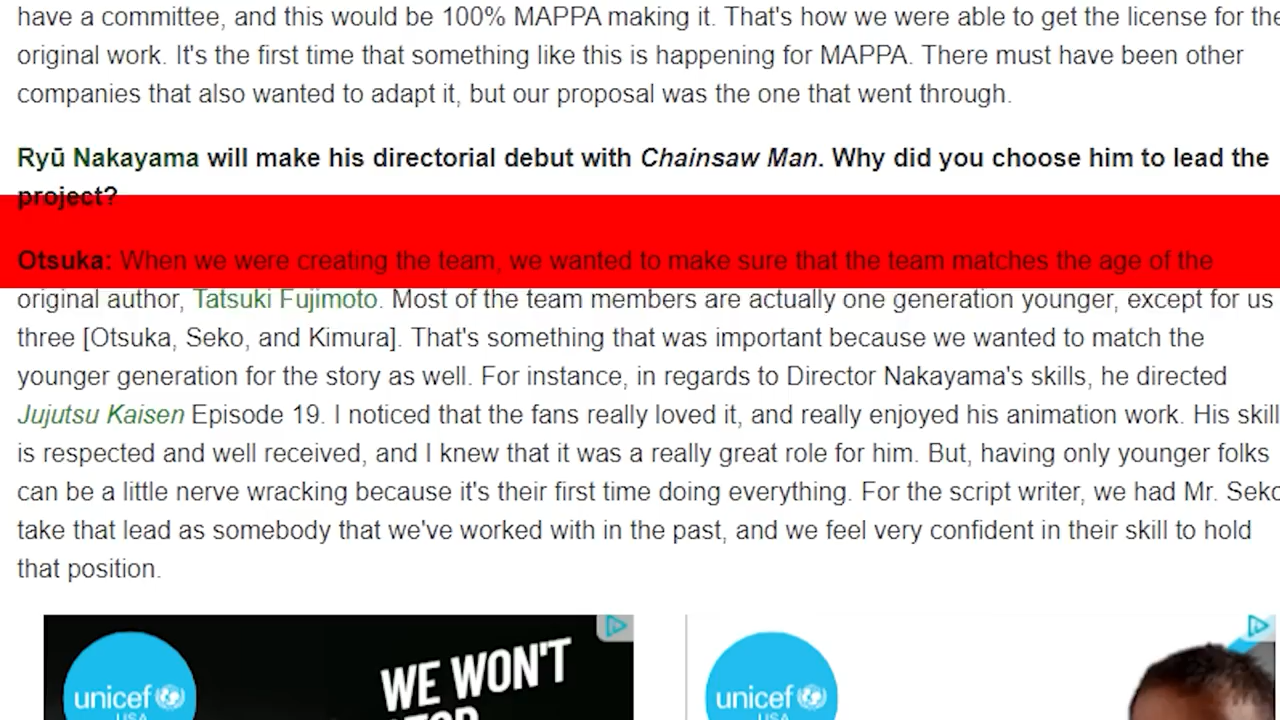 have a committee, and this would be 100% MAPPA making it. That's how we were able to get the license for the
original work. It's the first time that something like this is happening for MAPPA. There must have been other
companies that also wanted to adapt it, but our proposal was the one that went through.
Ryū Nakayama will make his directorial debut with Chainsaw Man. Why did you choose him to lead the
project?
Otsuka: When we were creating the team, we wanted to make sure that the team matches the age of the
original author, Tatsuki Fujimoto. Most of the team members are actually one generation younger, except for us
three [Otsuka, Seko, and Kimura]. That's something that was important because we wanted to match the
younger generation for the story as well. For instance, in regards to Director Nakayama's skills, he directed
Jujutsu Kaisen Episode 19. I noticed that the fans really loved it, and really enjoyed his animation work. His skill
is respected and well received, and I knew that it was a really great role for him. But, having only younger folks
can be a little nerve wracking because it's their first time doing everything. For the script writer, we had Mr. Seko
take that lead as somebody that we've worked with in the past, and we feel very confident in their skill to hold
that position.
WE WON'T
unicef
USA
unicef
USA